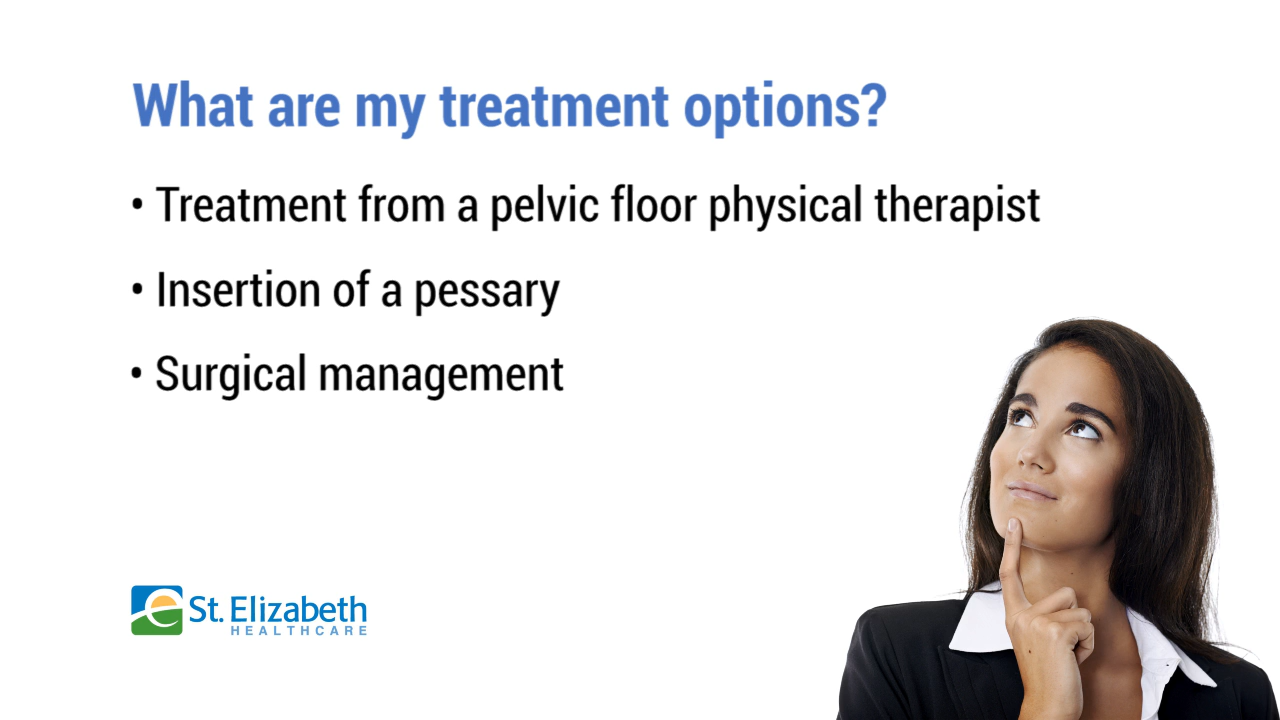 What are my treatment options?
• Treatment from a pelvic floor physical therapist
• Insertion of a pessary
• Surgical management
St. Elizabeth
HEALTHCARE